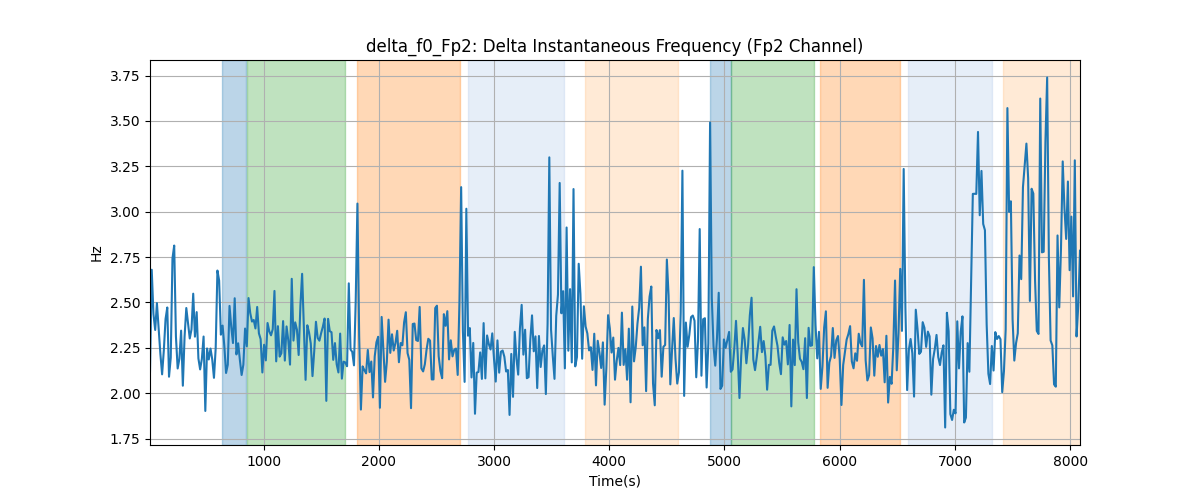 delta_f0_Fp2: Delta Instantaneous Frequency (Fp2 Channel)
3.75
3.50
3.25
3.00
2.75
2.50
2.25
2.00
1.75
Hz
1000 2000 3000 4000 5000 6000 7000 8000
Time(s)